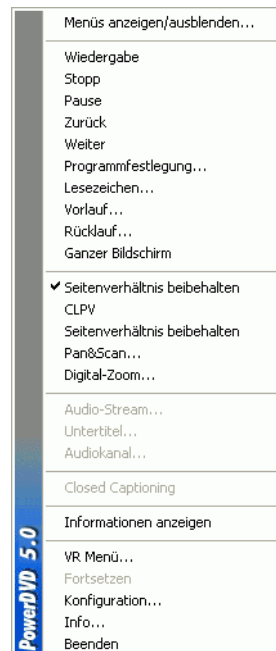 Menüs anzeigen/ausblenden...
Wiedergabe
Stopp
Pause
Zurück
Weiter
Programmfestlegung...
Lesezeichen...
Vorlauf...
Rücklauf...
Ganzer Bildschirm
Seitenverhältnis beibehalten
CLPV
Seitenverhältnis beibehalten
Pan&Scan...
Digital-Zoom...
Audio-Stream...
Untertitel...
Audiokanal...
Closed Captioning
Informationen anzeigen
VR Menü...
Fortsetzen
Konfiguration...
Info...
Beenden
PowerDVD 5.0